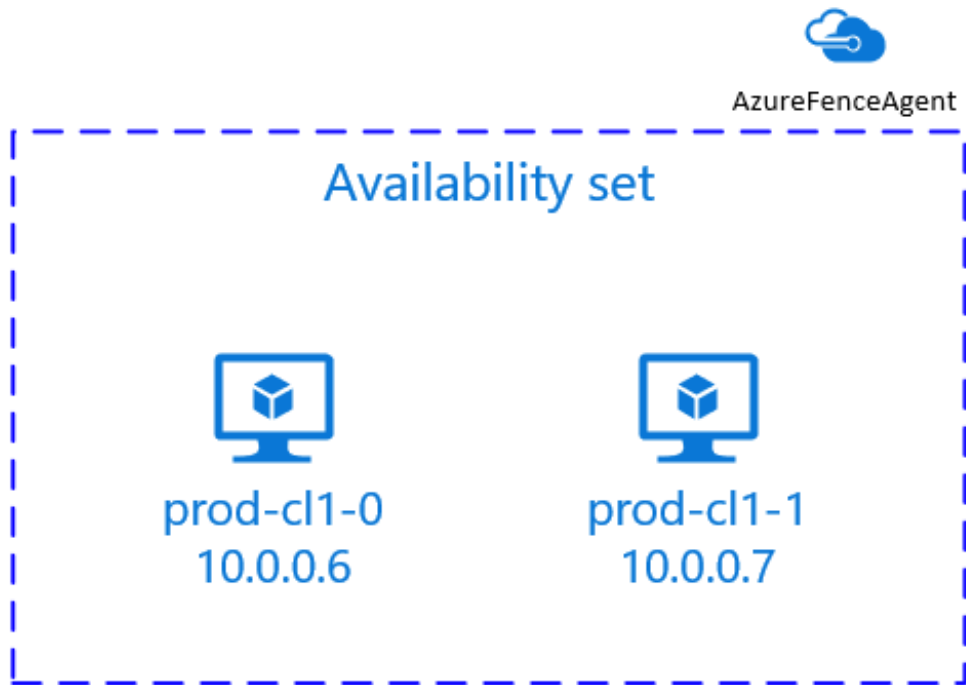 AzureFenceAgent
Availability set
prod-cl1-0
10.0.0.6
prod-cl1-1
10.0.0.7